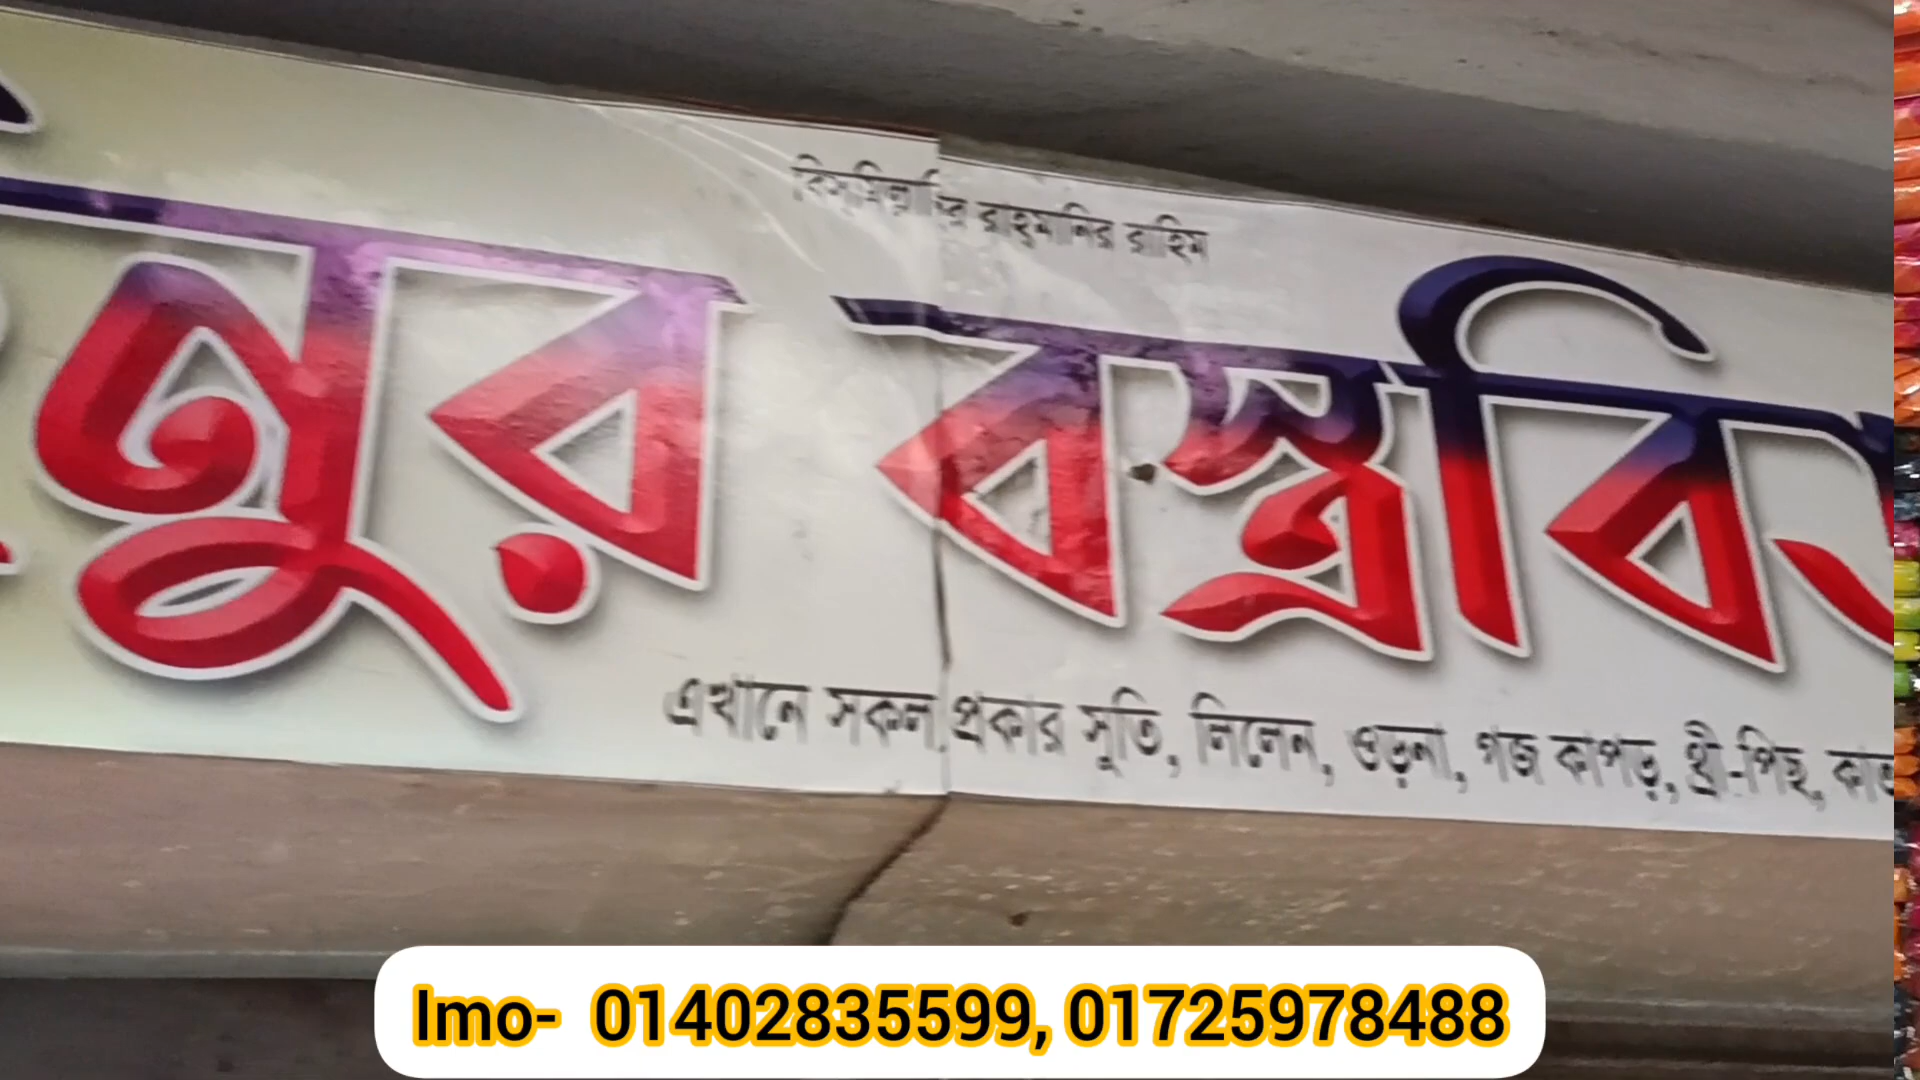 বিসমিল্লাহির রাহমানির রাহিম
নুর বস্ত্রবি
এখানে সকল প্রকার সুতি, লিলেন, ওড়না, গজ কাপড়, থ্রী-পিছ,
Imo- 01402835599, 01725978488